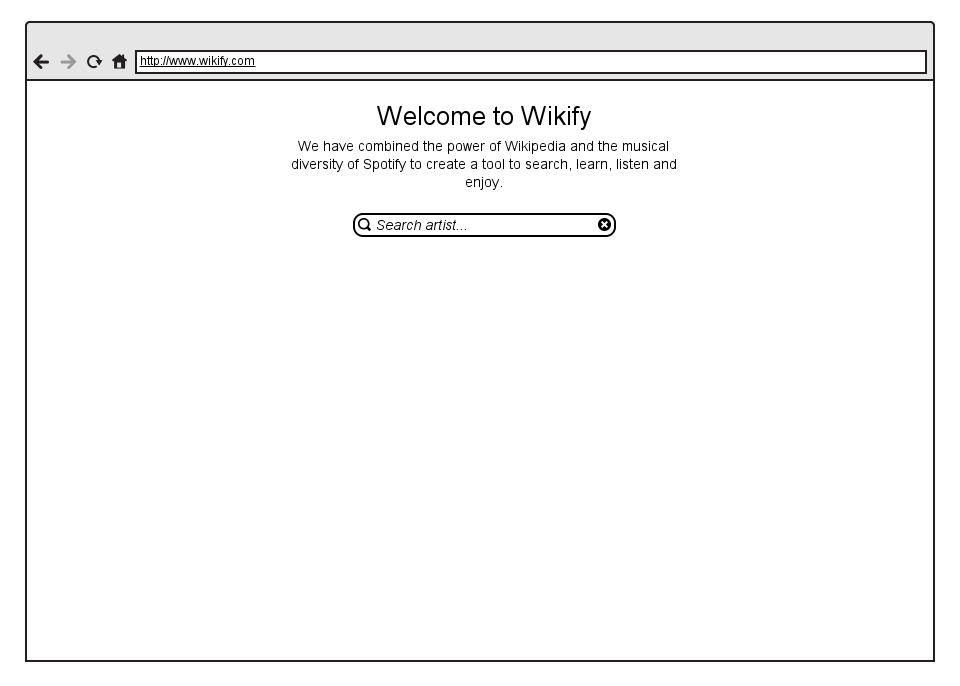 http://www.wikify.com
Welcome to Wikify
We have combined the power of Wikipedia and the musical
diversity of Spotify to create a tool to search, learn, listen and
enjoy.
Search artist...